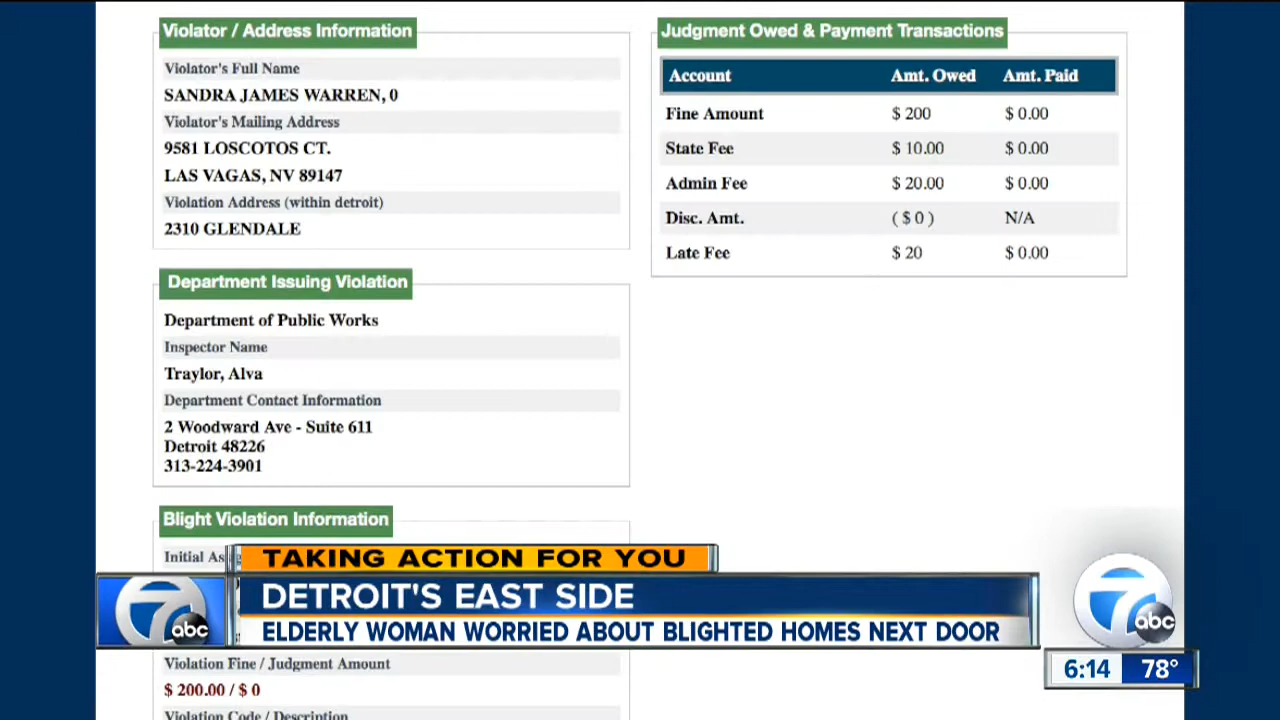 Violator / Address Information
Violator's Full Name
SANDRA JAMES WARREN, 0
Violator's Mailing Address
9581 LOSCOTOS CT.
LAS VAGAS, NV 89147
Violation Address (within detroit)
2310 GLENDALE
Department Issuing Violation
Department of Public Works
Inspector Name
Traylor, Alva
Department Contact Information
2 Woodward Ave - Suite 611
Detroit 48226
313-224-3901
Blight Violation Information
Initial
Violation Fine / Judgment Amount
$ 200.00 / $ 0
Violation Code / Description
Judgment Owed & Payment Transactions
Account Amt. Owed Amt. Paid
Fine Amount $ 200 $ 0.00
State Fee $ 10.00 $ 0.00
Admin Fee $ 20.00 $ 0.00
Disc. Amt. ( $ 0 ) N/A
Late Fee $ 20 $ 0.00
TAKING ACTION FOR YOU
DETROIT'S EAST SIDE
ELDERLY WOMAN WORRIED ABOUT BLIGHTED HOMES NEXT DOOR
7 abc
7 abc
6:14 78°